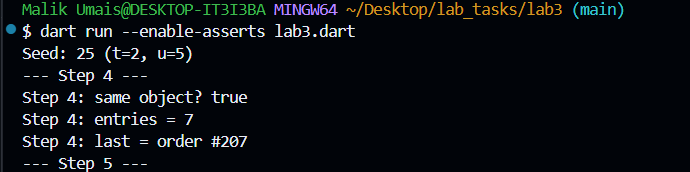 Malik Umais@DESKTOP-IT3I3BA MINGW64 ~/Desktop/lab_tasks/lab3 (main)
$ dart run --enable-asserts lab3.dart
Seed: 25 (t=2, u=5)
--- Step 4 ---
Step 4: same object? true
Step 4: entries = 7
Step 4: last = order #207
--- Step 5 ---